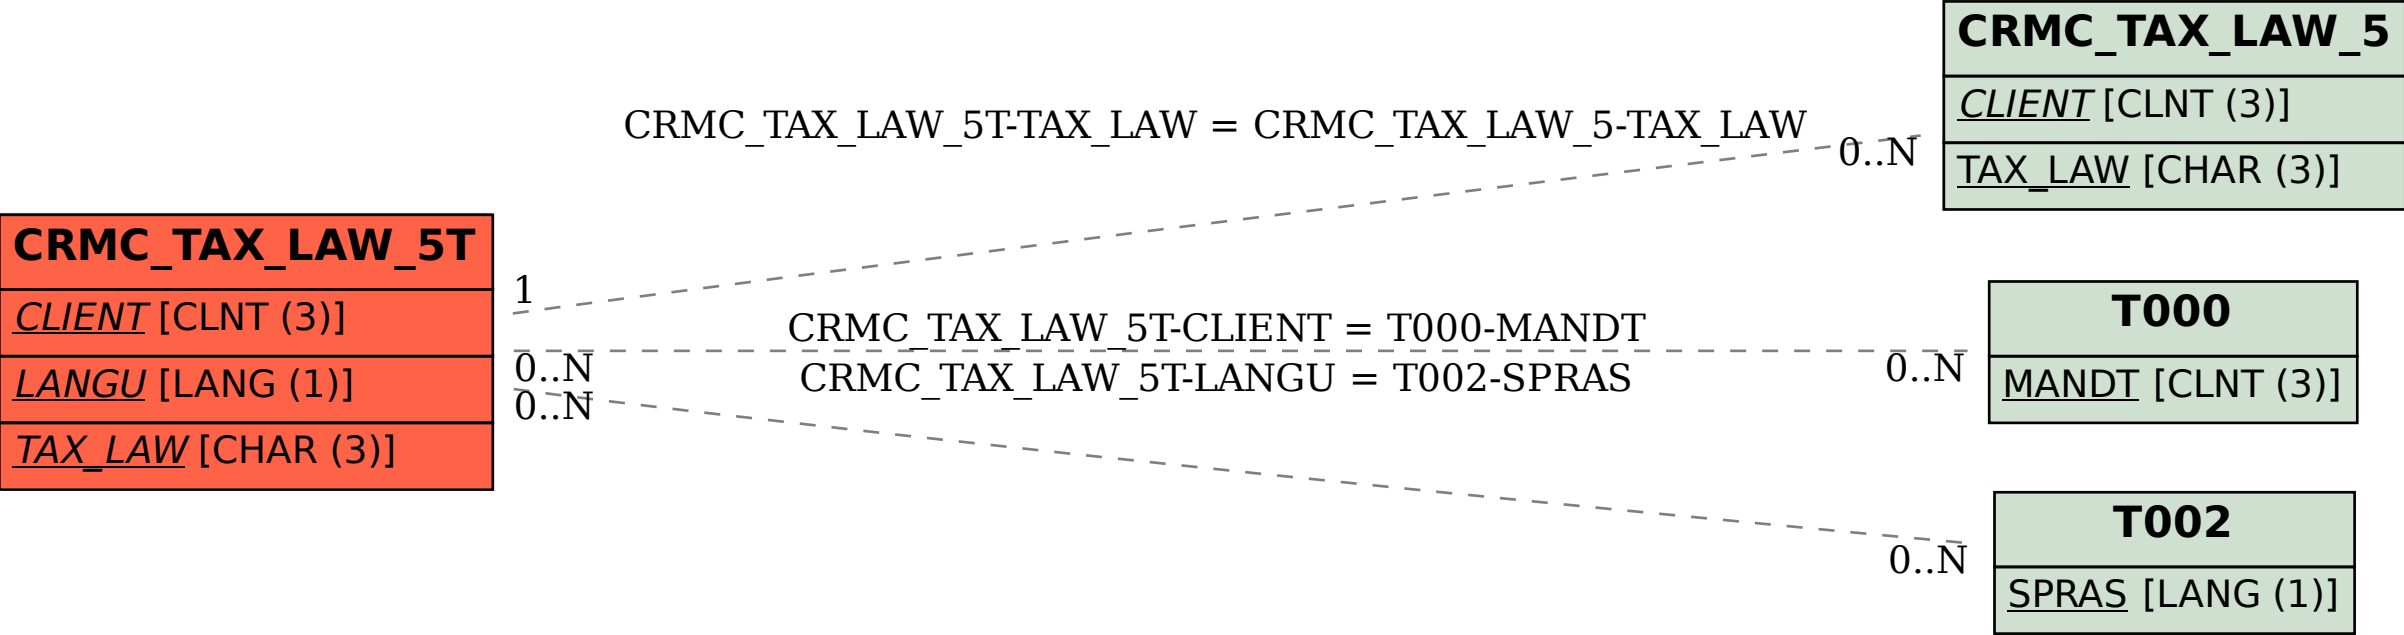 CRMC_TAX_LAW_5T
CLIENT [CLNT (3)]
LANGU [LANG (1)]
TAX_LAW [CHAR (3)]
CRMC_TAX_LAW_5T-TAX_LAW = CRMC_TAX_LAW_5-TAX_LAW
1
0..N
CRMC_TAX_LAW_5T-CLIENT = T000-MANDT
0..N
0..N
CRMC_TAX_LAW_5T-LANGU = T002-SPRAS
0..N
0..N
CRMC_TAX_LAW_5
CLIENT [CLNT (3)]
TAX_LAW [CHAR (3)]
T000
MANDT [CLNT (3)]
T002
SPRAS [LANG (1)]